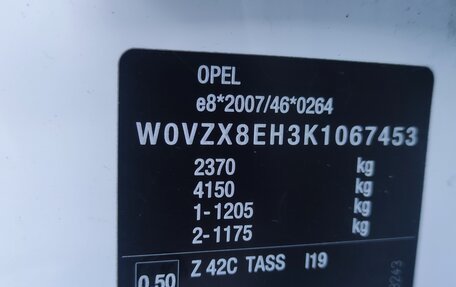 OPEL
e8*2007/46*0264
W0VZX8EH3K1067453
2370 kg
4150 kg
1-1205 kg
2-1175 kg
0.50 Z 42C TASS I19